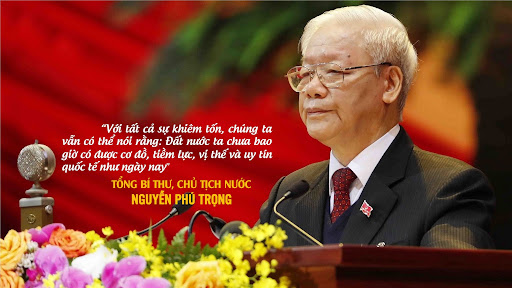 “Với tất cả sự khiêm tốn, chúng ta
vẫn có thể nói rằng: Đất nước ta chưa bao
giờ có được cơ đồ, tiềm lực, vị thế và uy tín
quốc tế như ngày nay"
TỔNG BÍ THƯ, CHỦ TỊCH NƯỚC
NGUYỄN PHÚ TRỌNG